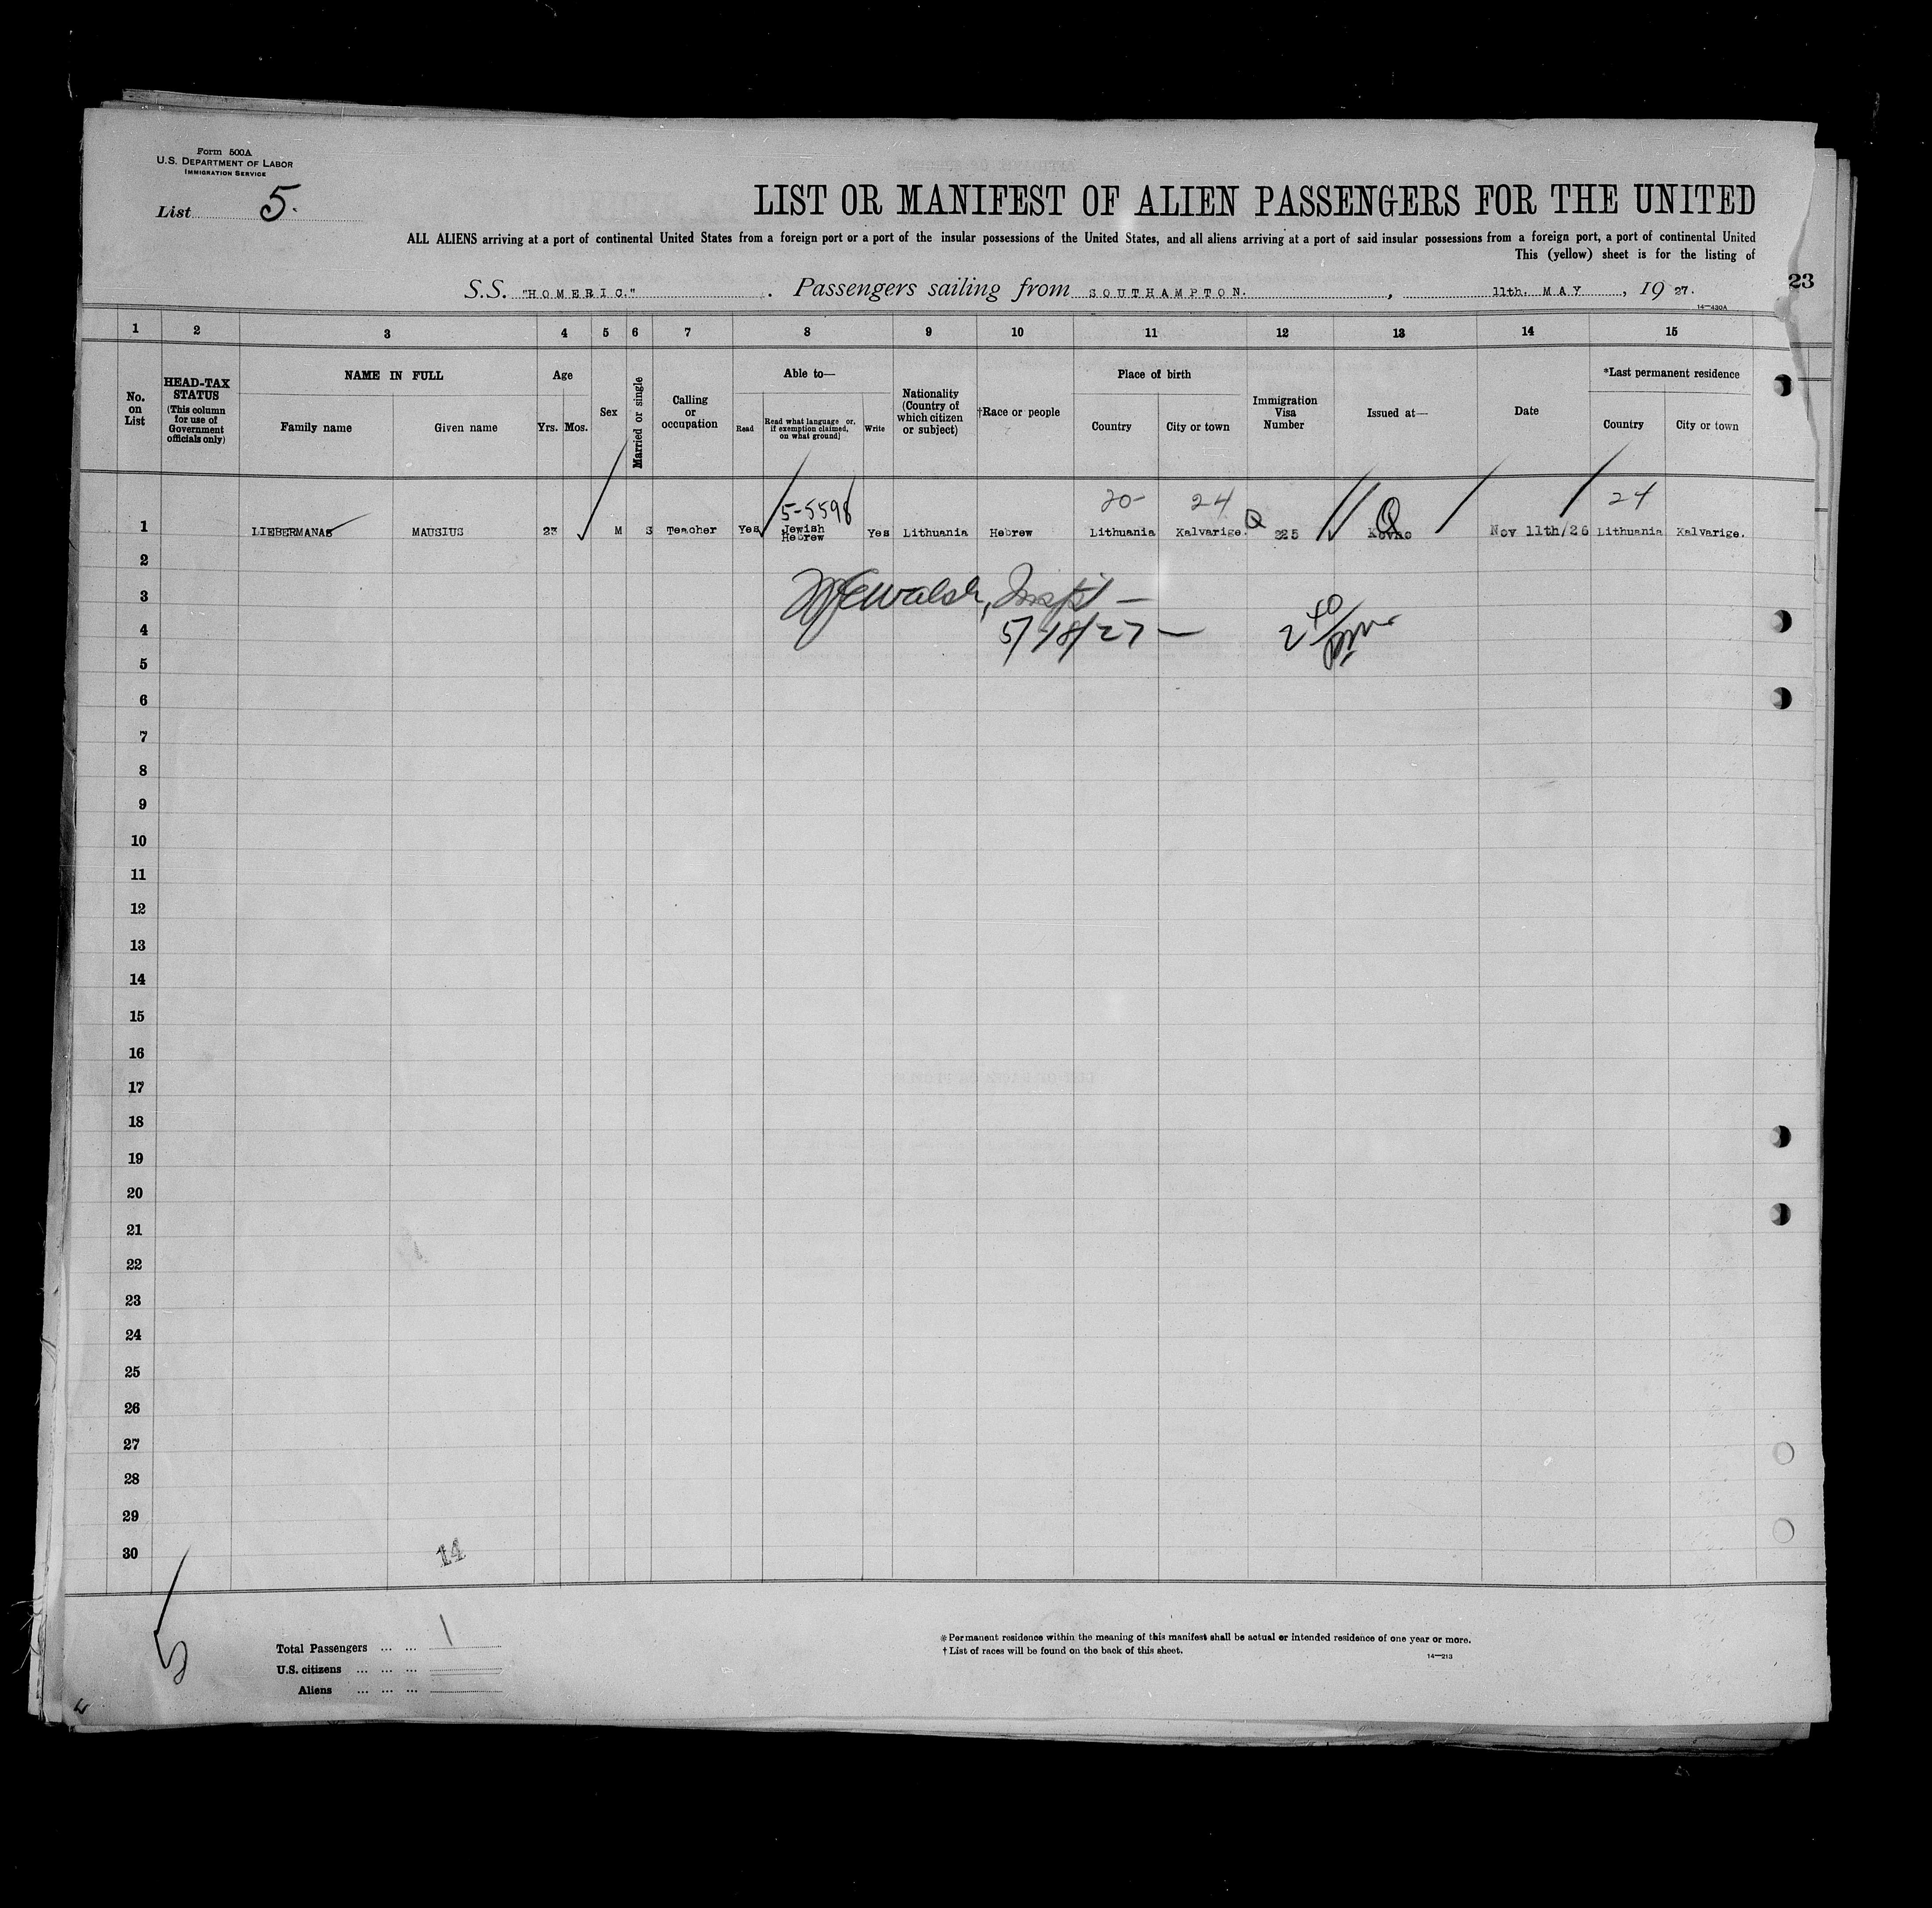 Form 500A
U.S. DEPARTMENT OF LABOR
IMMIGRATION SERVICE
List 5.
LIST OR MANIFEST OF ALIEN PASSENGERS FOR THE UNITED
ALL ALIENS arriving at a port of continental United States from a foreign port or a port of the insular possessions of the United States, and all aliens arriving at a port of said insular possessions from a foreign port, a port of continental United
This (yellow) sheet is for the listing of
S.S. "HOMERIC." . Passengers sailing from SOUTHAMPTON. , 11th. MAY , 19 27.
23
14—430A
1 2 3 4 5 6 7 8 9 10 11 12 13 14 15
No. on List
HEAD-TAX STATUS (This column for use of Government officials only)
NAME IN FULL
Family name Given name
Age
Yrs. Mos.
Sex
Married or single
Calling or occupation
Able to—
Read Read what language or, if exemption claimed, on what ground] Write
Nationality (Country of which citizen or subject)
†Race or people
Place of birth
Country City or town
Immigration Visa Number
Issued at—
Date
*Last permanent residence
Country City or town
5-5598 20- 24 24
1 LIEBERMANAS MAUSIUS 23 M S Teacher Yes Jewish Hebrew Yes Lithuania Hebrew Lithuania Kalvarige. Q 225 Q Kovno Nov 11th/26 Lithuania Kalvarige.
2
3 Walsh, Inspt —
4 5/18/27 — 2 40
5
6
7
8
9
10
11
12
13
14
15
16
17
18
19
20
21
22
23
24
25
26
27
28
29
30
14
5
Total Passengers ... ... 1
U.S. citizens ... ... ...
Aliens ... ... ...
*Permanent residence within the meaning of this manifest shall be actual or intended residence of one year or more.
†List of races will be found on the back of this sheet.
14—213